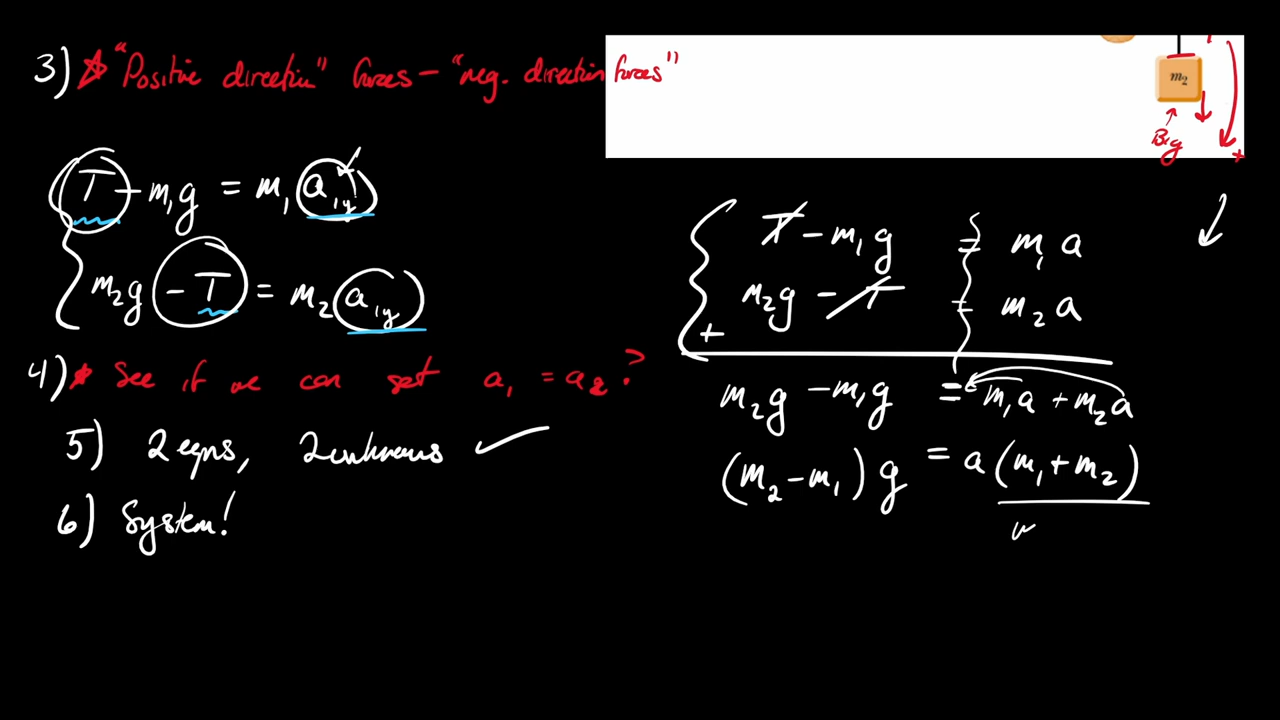 3) ★ "Positive direction" forces - "neg. direction forces"
m₂
Big
+
T - m₁g = m₁ a₁y
m₂g - T = m₂ a₁y
4) ★ See if we can set a₁ = a₂?
5) 2 eqns, 2 unknowns ✓
6) System!
T - m₁g = m₁ a
m₂g - T = m₂ a
+
m₂g - m₁g = m₁a + m₂a
(m₂ - m₁) g = a (m₁ + m₂)